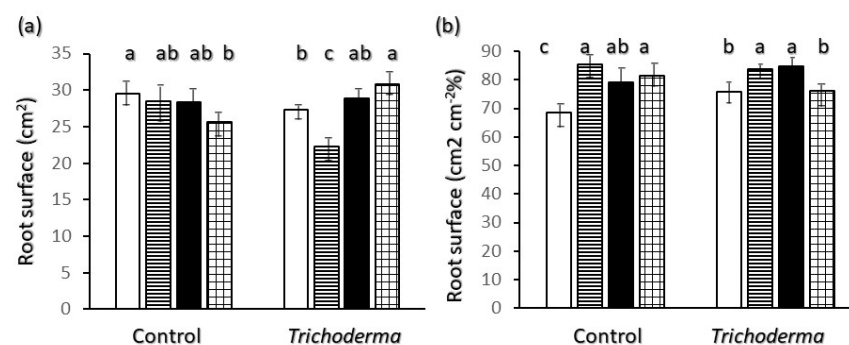 (a)
Root surface (cm²)
35
30
25
20
15
10
5
0
a ab ab b
b c ab a
Control
Trichoderma
(b)
Root surface (cm2 cm⁻²%)
90
80
70
60
50
40
30
20
10
0
c a ab a
b a a b
Control
Trichoderma